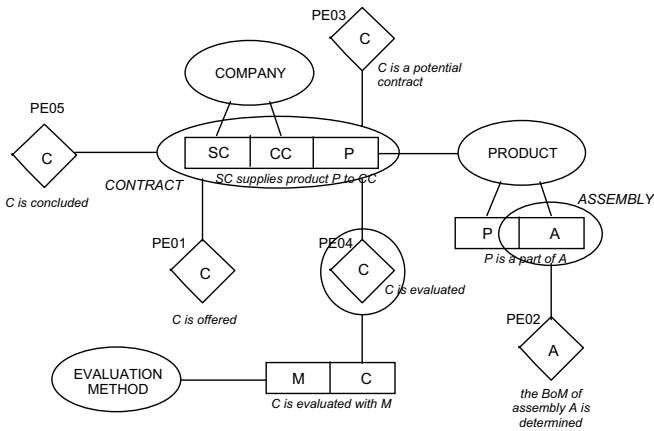 PE03
C
C is a potential
contract
COMPANY
PE05
C
C is concluded
SC CC P
SC supplies product P to CC
CONTRACT
PRODUCT
ASSEMBLY
P A
P is a part of A
PE01
C
C is offered
PE04
C
C is evaluated
PE02
A
the BoM of
assembly A is
determined
EVALUATION
METHOD
M C
C is evaluated with M